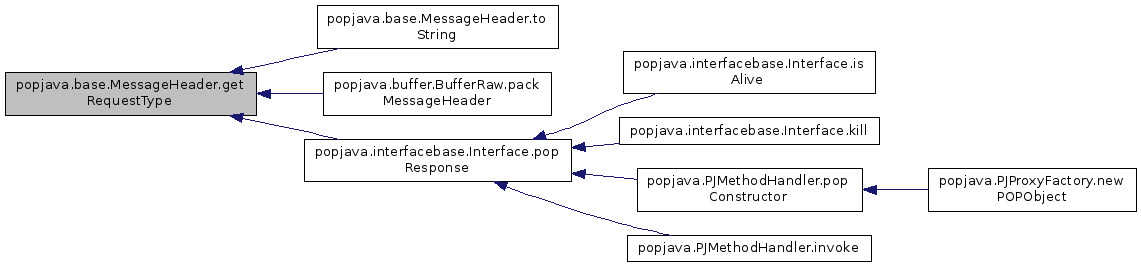 popjava.base.MessageHeader.to
String
popjava.interfacebase.Interface.is
Alive
popjava.base.MessageHeader.get
RequestType
popjava.buffer.BufferRaw.pack
MessageHeader
popjava.interfacebase.Interface.kill
popjava.interfacebase.Interface.pop
Response
popjava.PJMethodHandler.pop
Constructor
popjava.PJProxyFactory.new
POPObject
popjava.PJMethodHandler.invoke